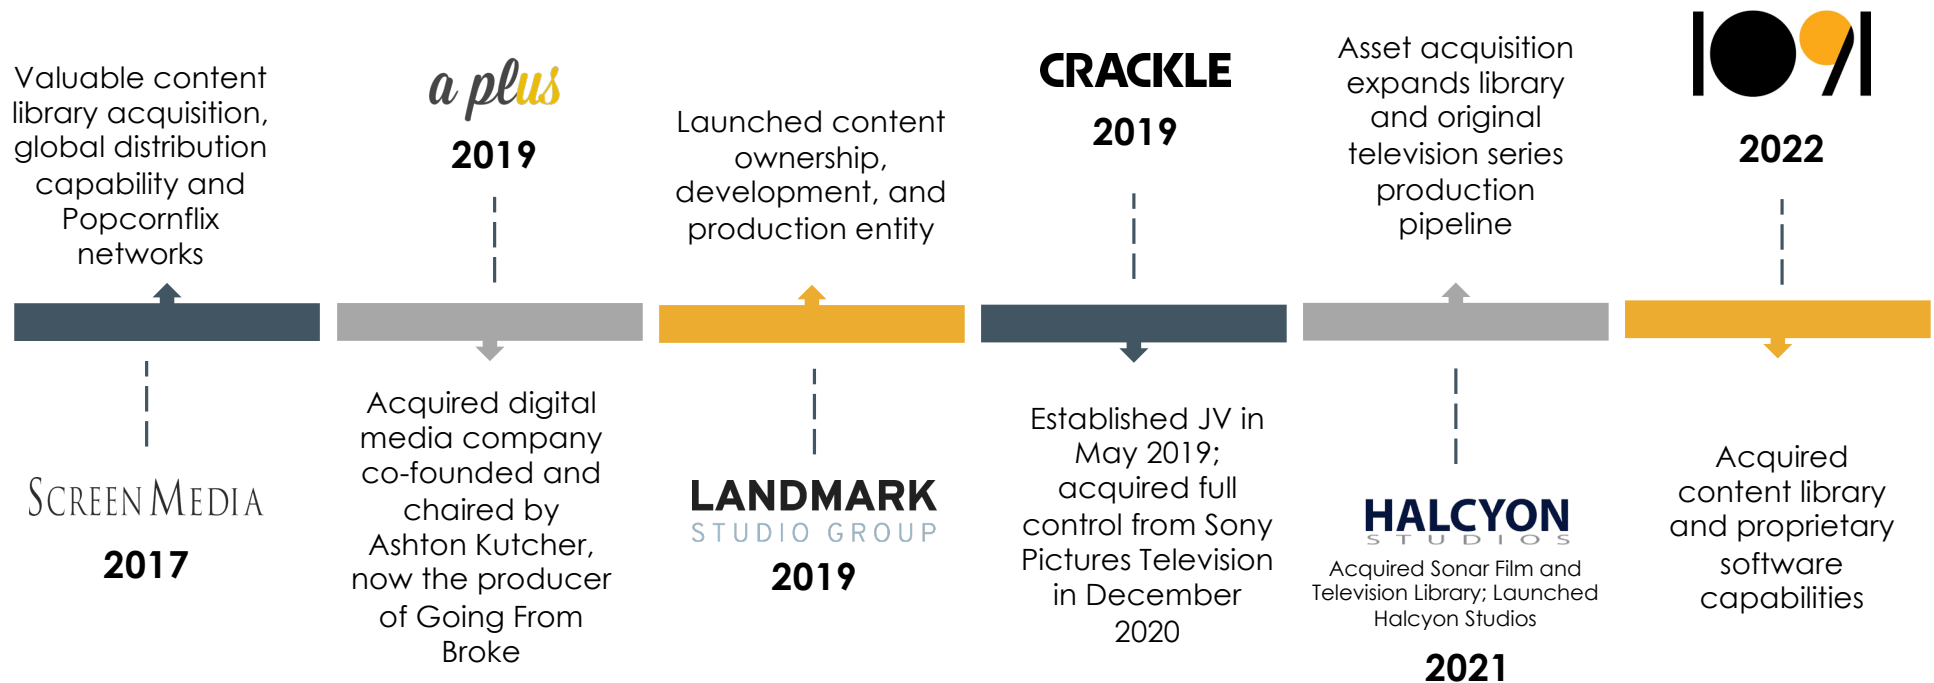 Valuable content
library acquisition,
global distribution
capability and
Popcornflix
networks
SCREEN MEDIA
2017
a plus
2019
Acquired digital
media company
co-founded and
chaired by
Ashton Kutcher,
now the producer
of Going From
Broke
Launched content
ownership,
development, and
production entity
LANDMARK
STUDIO GROUP
2019
CRACKLE
2019
Established JV in
May 2019;
acquired full
control from Sony
Pictures Television
in December
2020
Asset acquisition
expands library
and original
television series
production
pipeline
HALCYON
STUDIOS
Acquired Sonar Film and
Television Library; Launched
Halcyon Studios
2021
1091
2022
Acquired
content library
and proprietary
software
capabilities